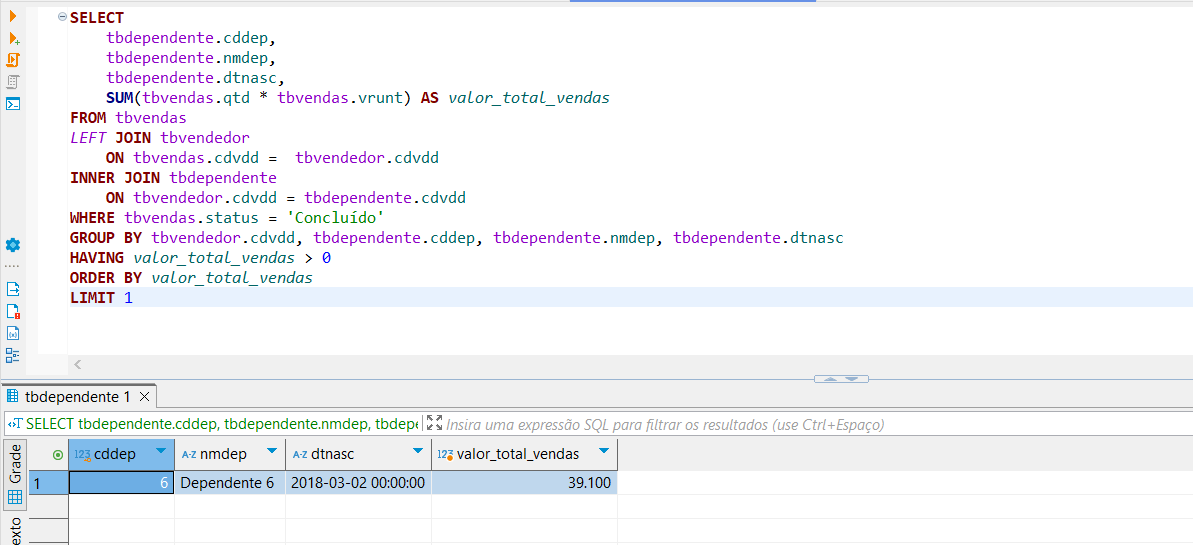 SELECT
tbdependente.cddep,
tbdependente.nmdep,
tbdependente.dtnasc,
SUM(tbvendas.qtd * tbvendas.vrunt) AS valor_total_vendas
FROM tbvendas
LEFT JOIN tbvendedor
ON tbvendas.cdvdd =  tbvendedor.cdvdd
INNER JOIN tbdependente
ON tbvendedor.cdvdd = tbdependente.cdvdd
WHERE tbvendas.status = 'Concluído'
GROUP BY tbvendedor.cdvdd, tbdependente.cddep, tbdependente.nmdep, tbdependente.dtnasc
HAVING valor_total_vendas > 0
ORDER BY valor_total_vendas
LIMIT 1
tbdependente 1
SELECT tbdependente.cddep, tbdependente.nmdep, tbdepe Insira uma expressão SQL para filtrar os resultados (use Ctrl+Espaço)
Grade
123 cddep A-Z nmdep A-Z dtnasc 123 valor_total_vendas
1 6 Dependente 6 2018-03-02 00:00:00 39.100
exto